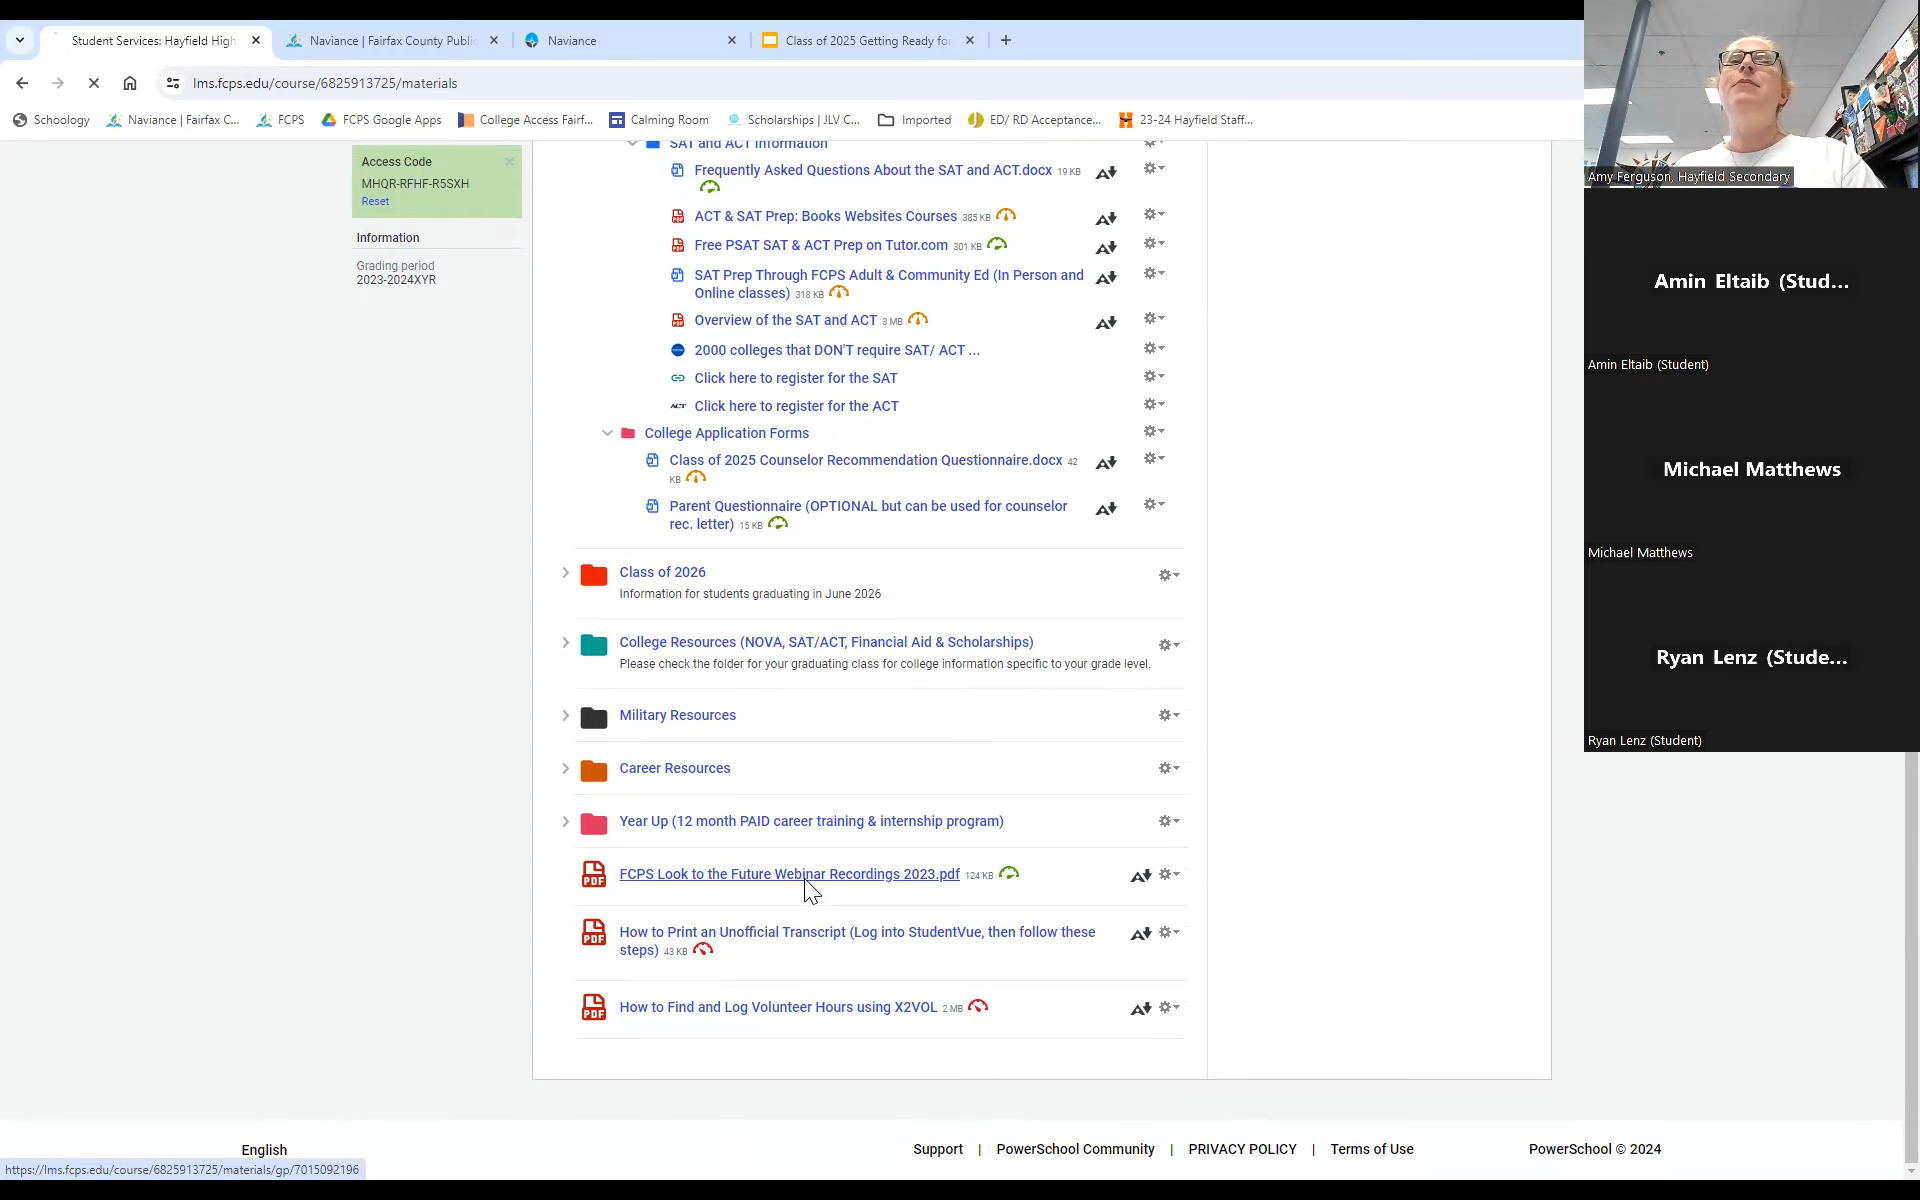 Student Services: Hayfield High
Naviance | Fairfax County Public
Naviance
Class of 2025 Getting Ready for
lms.fcps.edu/course/6825913725/materials
Schoology
Naviance | Fairfax C...
FCPS
FCPS Google Apps
College Access Fairf...
Calming Room
Scholarships | JLV C...
Imported
ED/ RD Acceptance...
23-24 Hayfield Staff...
Access Code
MHQR-RFHF-R5SXH
Reset
Information
Grading period
2023-2024XYR
SAT and ACT Information
Frequently Asked Questions About the SAT and ACT.docx 19 KB
ACT & SAT Prep: Books Websites Courses 385 KB
Free PSAT SAT & ACT Prep on Tutor.com 301 KB
SAT Prep Through FCPS Adult & Community Ed (In Person and
Online classes) 318 KB
Overview of the SAT and ACT 3 MB
2000 colleges that DON'T require SAT/ ACT ...
Click here to register for the SAT
ACT Click here to register for the ACT
College Application Forms
Class of 2025 Counselor Recommendation Questionnaire.docx 42
KB
Parent Questionnaire (OPTIONAL but can be used for counselor
rec. letter) 15 KB
Class of 2026
Information for students graduating in June 2026
College Resources (NOVA, SAT/ACT, Financial Aid & Scholarships)
Please check the folder for your graduating class for college information specific to your grade level.
Military Resources
Career Resources
Year Up (12 month PAID career training & internship program)
PDF FCPS Look to the Future Webinar Recordings 2023.pdf 124 KB
PDF How to Print an Unofficial Transcript (Log into StudentVue, then follow these
steps) 43 KB
PDF How to Find and Log Volunteer Hours using X2VOL 2 MB
English
Support | PowerSchool Community | PRIVACY POLICY | Terms of Use
PowerSchool © 2024
https://lms.fcps.edu/course/6825913725/materials/gp/7015092196
Amy Ferguson, Hayfield Secondary
Amin Eltaib (Stud...
Amin Eltaib (Student)
Michael Matthews
Michael Matthews
Ryan Lenz (Stude...
Ryan Lenz (Student)